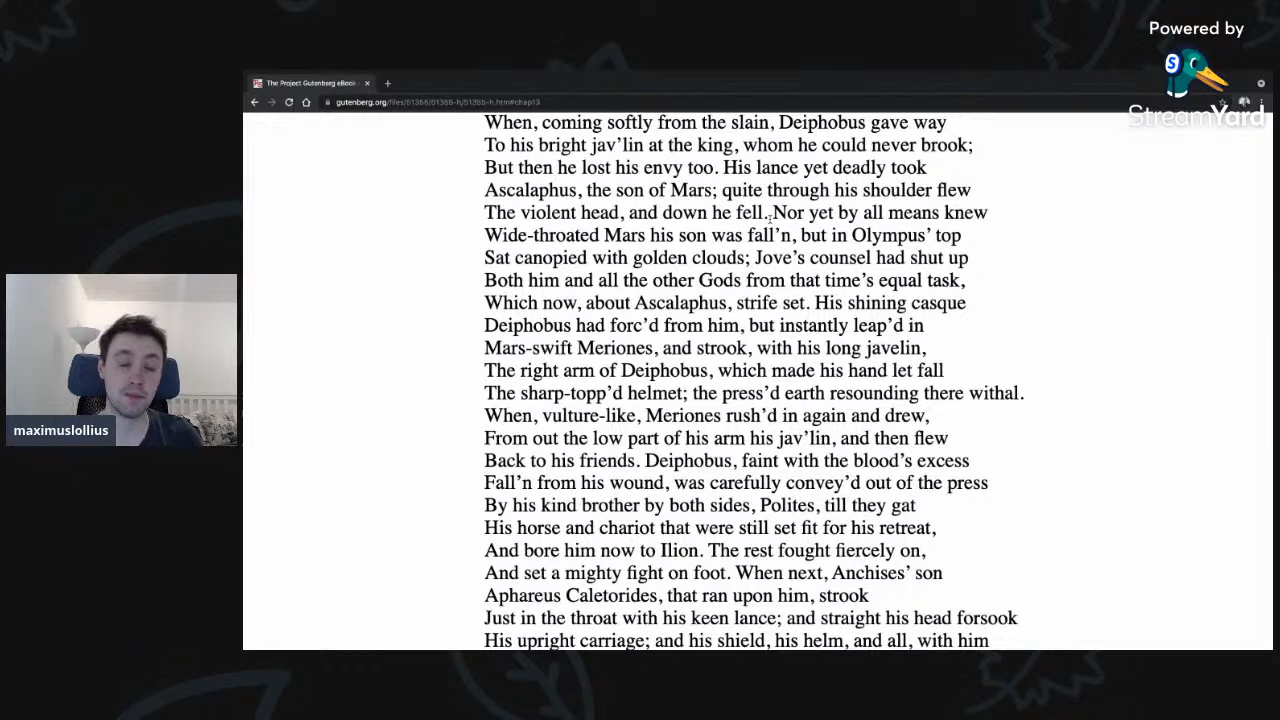 Powered by
StreamYard
The Project Gutenberg eBook
gutenberg.org/files/51355/51355-h/51355-h.htm#chap13
When, coming softly from the slain, Deiphobus gave way
To his bright jav’lin at the king, whom he could never brook;
But then he lost his envy too. His lance yet deadly took
Ascalaphus, the son of Mars; quite through his shoulder flew
The violent head, and down he fell. Nor yet by all means knew
Wide-throated Mars his son was fall’n, but in Olympus’ top
Sat canopied with golden clouds; Jove’s counsel had shut up
Both him and all the other Gods from that time’s equal task,
Which now, about Ascalaphus, strife set. His shining casque
Deiphobus had forc’d from him, but instantly leap’d in
Mars-swift Meriones, and strook, with his long javelin,
The right arm of Deiphobus, which made his hand let fall
The sharp-topp’d helmet; the press’d earth resounding there withal.
When, vulture-like, Meriones rush’d in again and drew,
From out the low part of his arm his jav’lin, and then flew
Back to his friends. Deiphobus, faint with the blood’s excess
Fall’n from his wound, was carefully convey’d out of the press
By his kind brother by both sides, Polites, till they gat
His horse and chariot that were still set fit for his retreat,
And bore him now to Ilion. The rest fought fiercely on,
And set a mighty fight on foot. When next, Anchises’ son
Aphareus Caletorides, that ran upon him, strook
Just in the throat with his keen lance; and straight his head forsook
His upright carriage; and his shield, his helm, and all, with him
maximuslollius